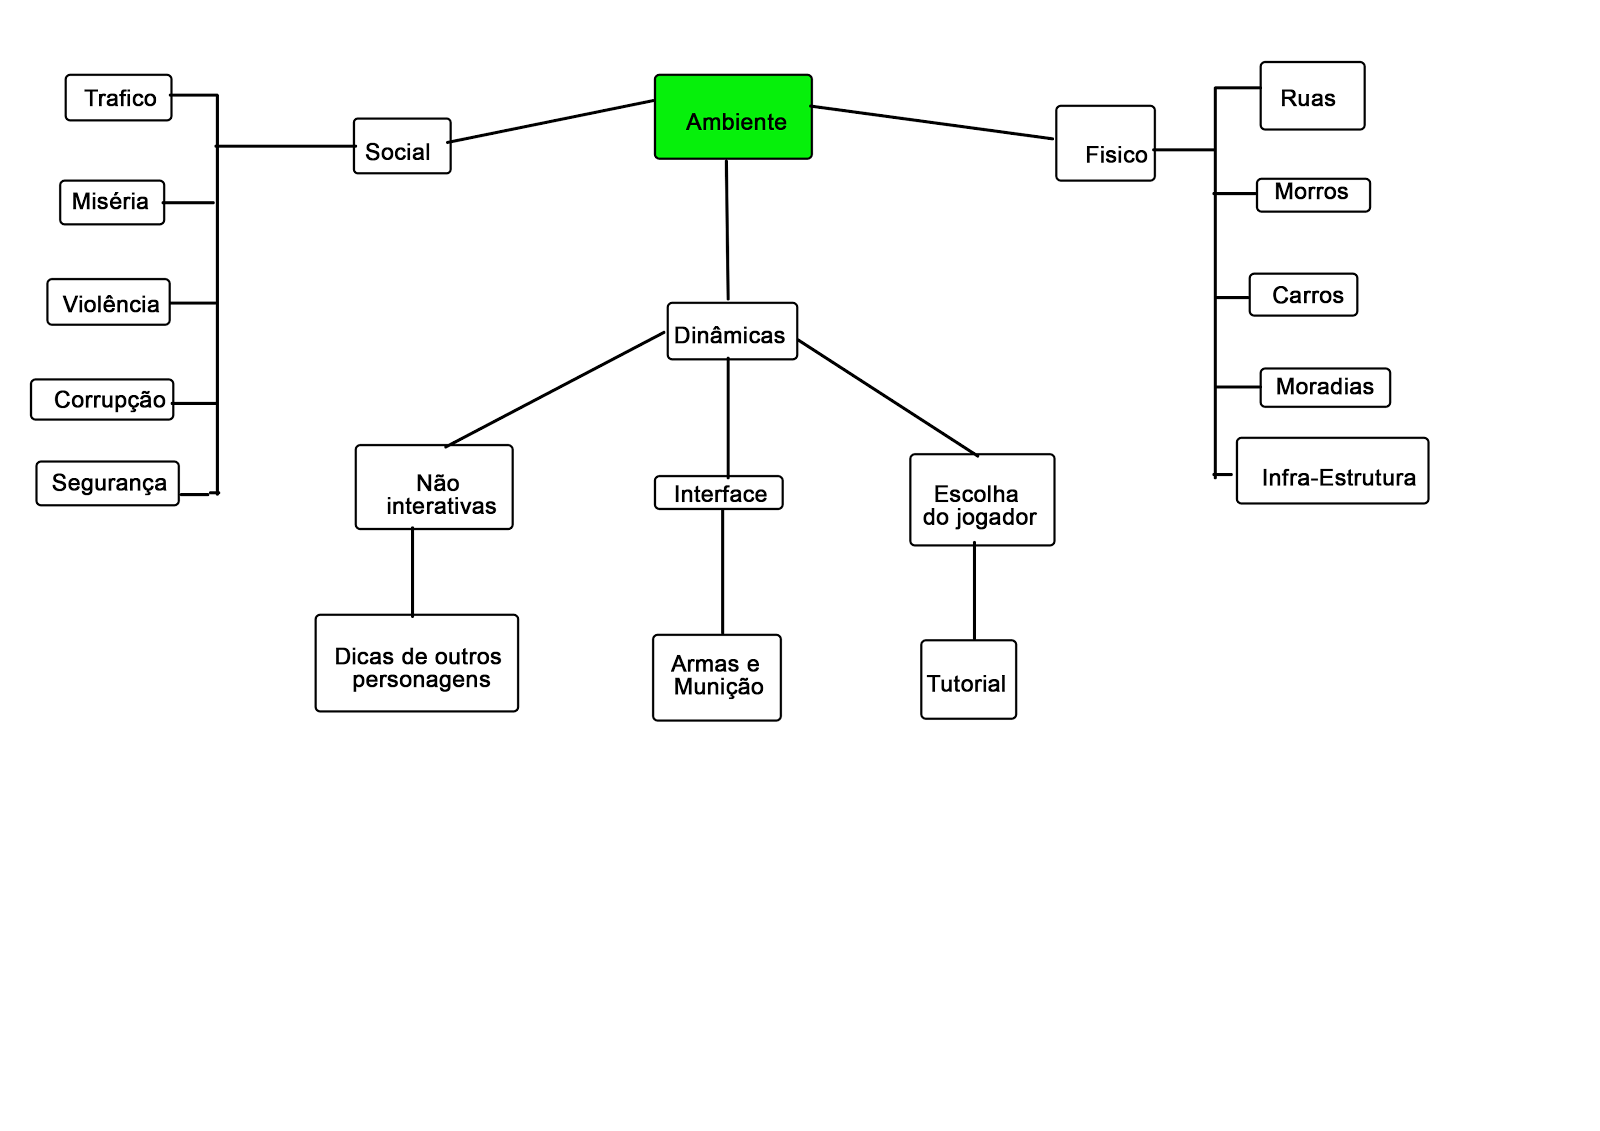 Ambiente
Social
Trafico
Miséria
Violência
Corrupção
Segurança
Dinâmicas
Não
interativas
Dicas de outros
personagens
Interface
Armas e
Munição
Escolha
do jogador
Tutorial
Fisico
Ruas
Morros
Carros
Moradias
Infra-Estrutura